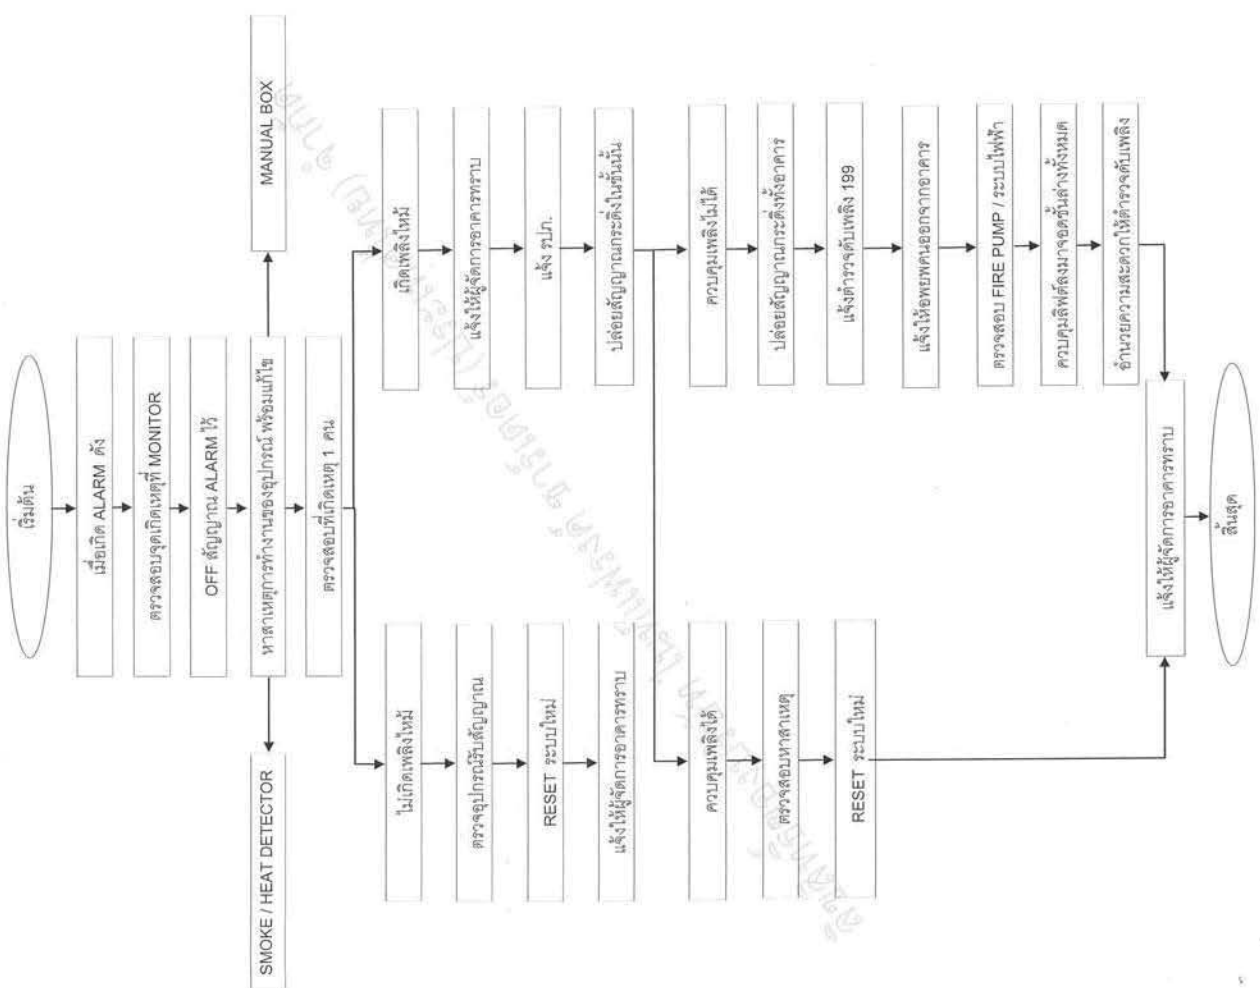 เริ่มต้น
เมื่อเกิด ALARM ดัง
ตรวจสอบจุดเกิดเหตุที่ MONITOR
OFF สัญญาณ ALARM ไว้
SMOKE / HEAT DETECTOR
หาสาเหตุการทำงานของอุปกรณ์ พร้อมแก้ไข
MANUAL BOX
ตรวจสอบที่เกิดเหตุ 1 คน
ไม่เกิดเพลิงไหม้
ตรวจอุปกรณ์รับสัญญาณ
RESET ระบบใหม่
แจ้งให้ผู้จัดการอาคารทราบ
เกิดเพลิงไหม้
แจ้งให้ผู้จัดการอาคารทราบ
แจ้ง รปภ.
ปล่อยสัญญาณกระดิ่งในชั้นนั้น
ควบคุมเพลิงได้
ตรวจสอบหาสาเหตุ
RESET ระบบใหม่
ควบคุมเพลิงไม่ได้
ปล่อยสัญญาณกระดิ่งทั้งอาคาร
แจ้งตำรวจดับเพลิง 199
แจ้งให้อพยพคนออกจากอาคาร
ตรวจสอบ FIRE PUMP / ระบบไฟฟ้า
ควบคุมลิฟต์ลงมาจอดชั้นล่างทั้งหมด
อำนวยความสะดวกให้ตำรวจดับเพลิง
แจ้งให้ผู้จัดการอาคารทราบ
สิ้นสุด